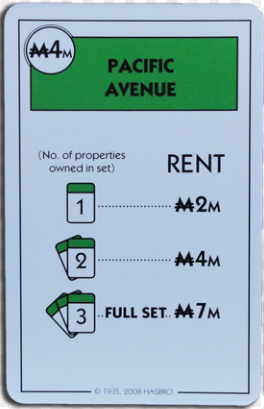 ₩4M
PACIFIC
AVENUE
(No. of properties
owned in set)
RENT
1 ................. ₩2M
2 ............... ₩4M
3 ..FULL SET.. ₩7M
© 1935, 2008 HASBRO